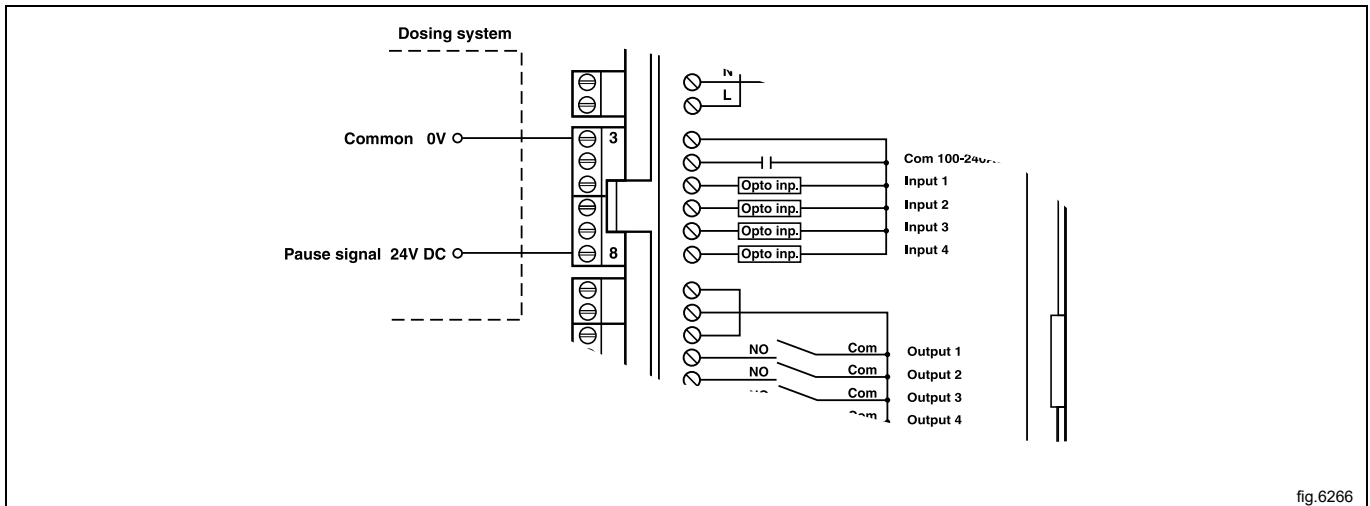 Dosing system
N
L
Common 0V
3
Com
Input 1
Opto inp.
Input 2
Opto inp.
Input 3
Opto inp.
Input 4
Opto inp.
Pause signal 24V DC
8
NO Com Output 1
NO Com Output 2
Com Output 3
Com Output 4
fig.6266